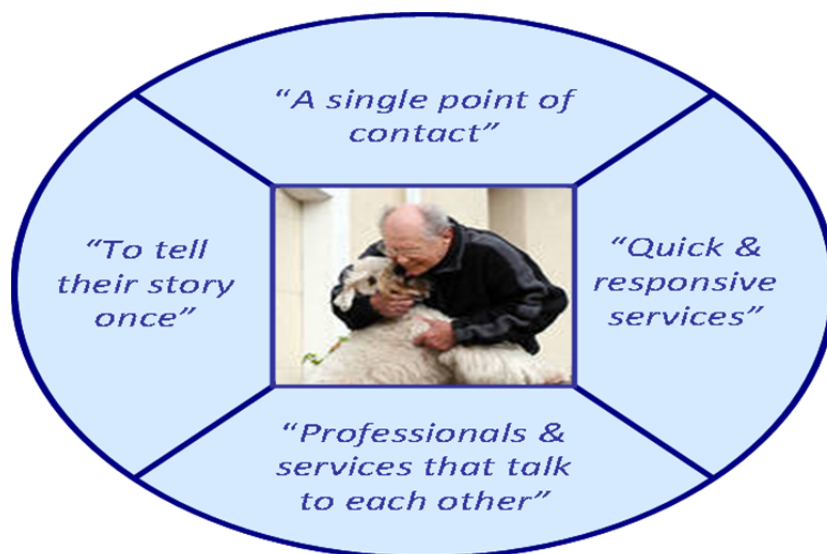 “A single point of
contact”
“To tell
their story
once”
“Quick &
responsive
services”
“Professionals &
services that talk
to each other”